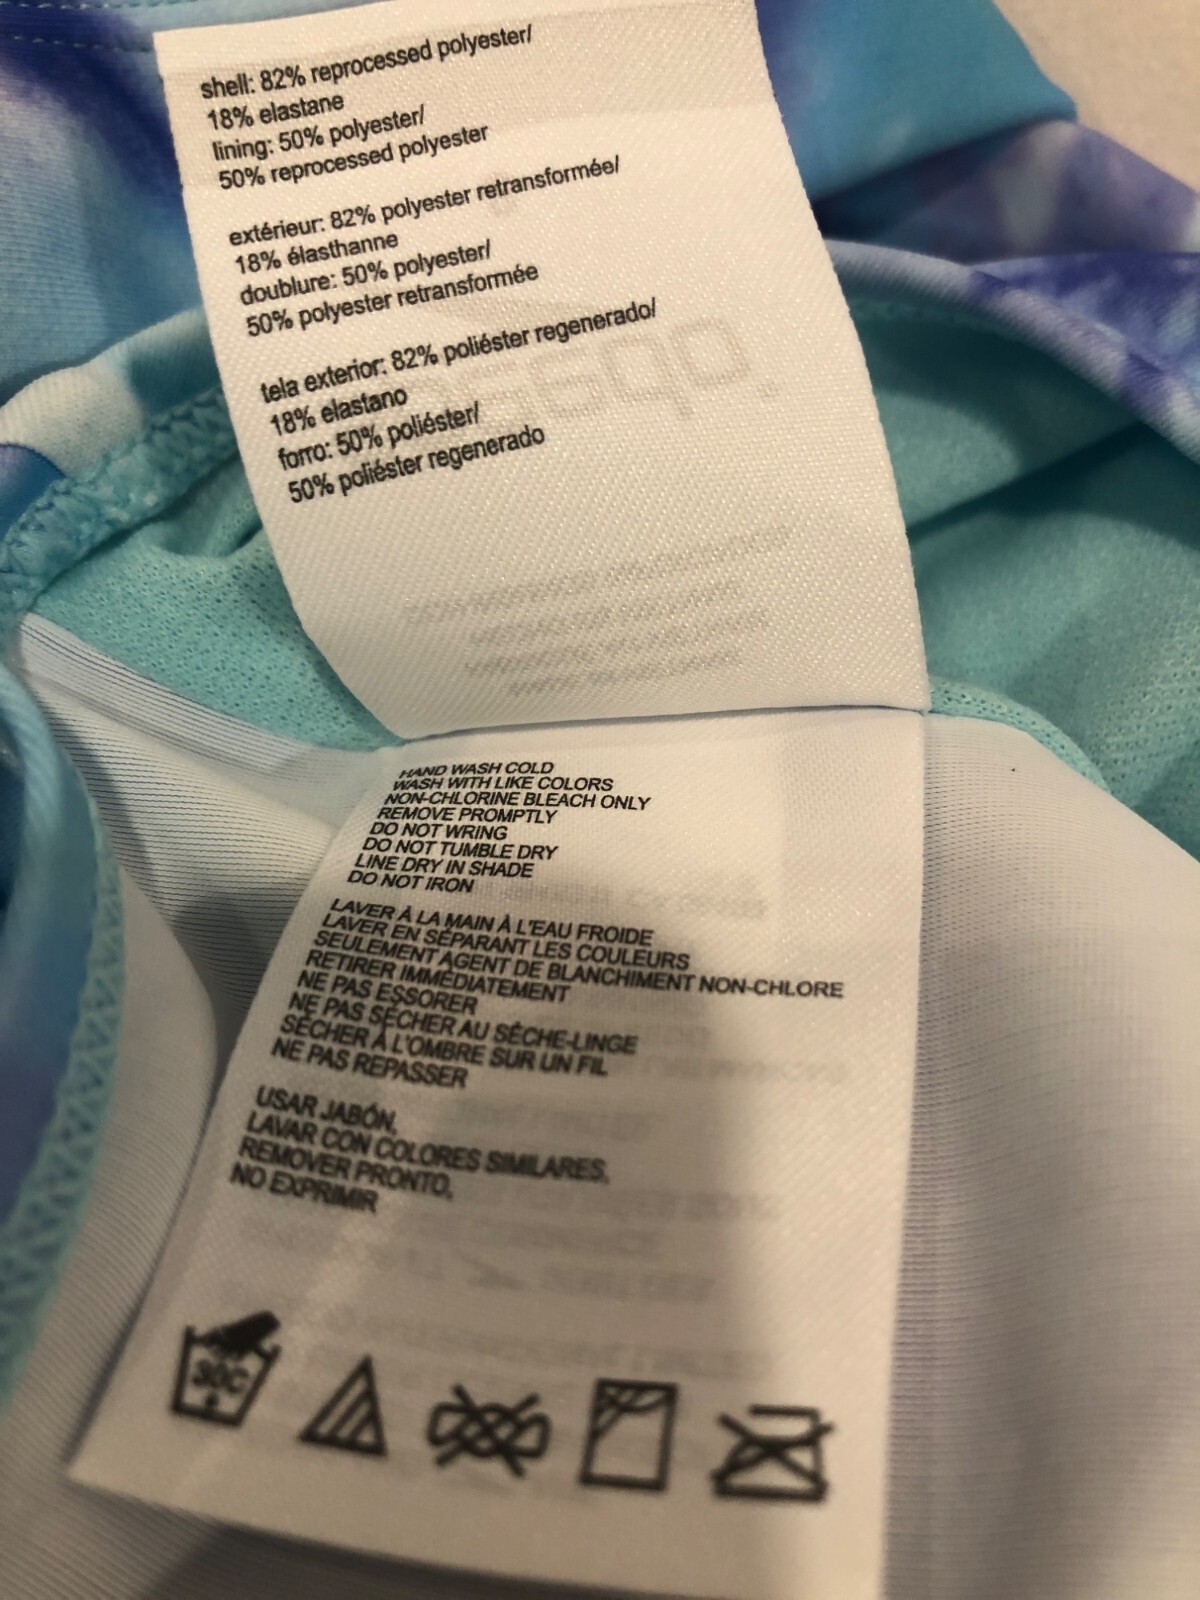 shell: 82% reprocessed polyester/
18% elastane
lining: 50% polyester/
50% reprocessed polyester
extérieur: 82% polyester retransformée/
18% élasthanne
doublure: 50% polyester/
50% polyester retransformée
tela exterior: 82% poliéster regenerado/
18% elastano
forro: 50% poliéster/
50% poliéster regenerado
HAND WASH COLD
WASH WITH LIKE COLORS
NON-CHLORINE BLEACH ONLY
REMOVE PROMPTLY
DO NOT WRING
DO NOT TUMBLE DRY
LINE DRY IN SHADE
DO NOT IRON
LAVER À LA MAIN À L'EAU FROIDE
LAVER EN SÉPARANT LES COULEURS
SEULEMENT AGENT DE BLANCHIMENT NON-CHLORE
RETIRER IMMÉDIATEMENT
NE PAS ESSORER
NE PAS SÉCHER AU SÈCHE-LINGE
SÉCHER À L'OMBRE SUR UN FIL
NE PAS REPASSER
USAR JABÓN,
LAVAR CON COLORES SIMILARES,
REMOVER PRONTO,
NO EXPRIMIR
30C